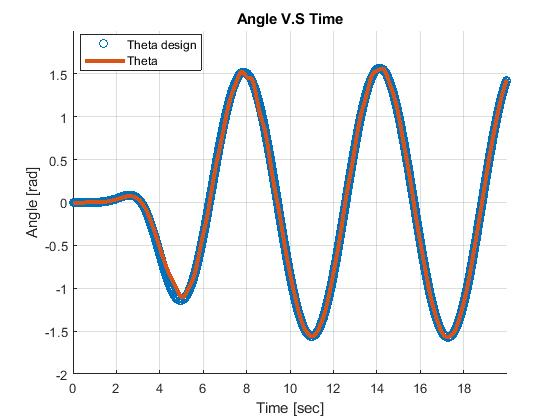 Angle V.S Time
Theta design
Theta
1.5
1
0.5
0
-0.5
-1
-1.5
-2
Angle [rad]
0 2 4 6 8 10 12 14 16 18
Time [sec]